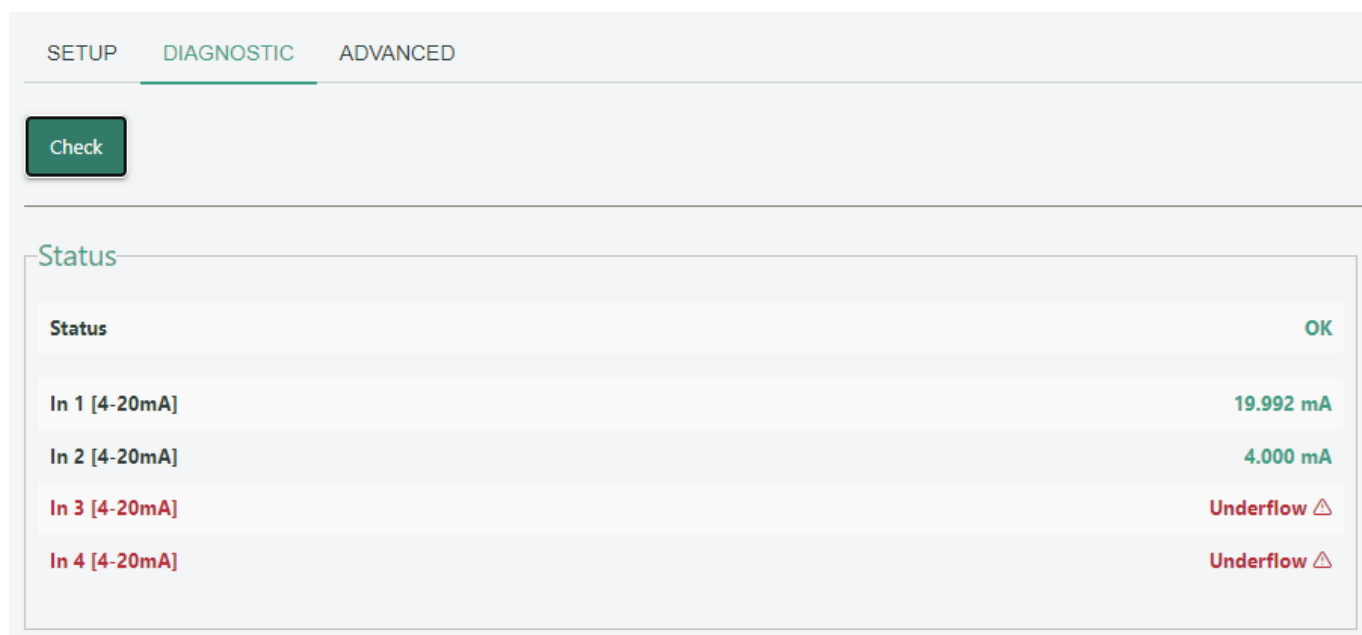 SETUP DIAGNOSTIC ADVANCED
Check
Status
Status OK
In 1 [4-20mA] 19.992 mA
In 2 [4-20mA] 4.000 mA
In 3 [4-20mA] Underflow ⚠
In 4 [4-20mA] Underflow ⚠